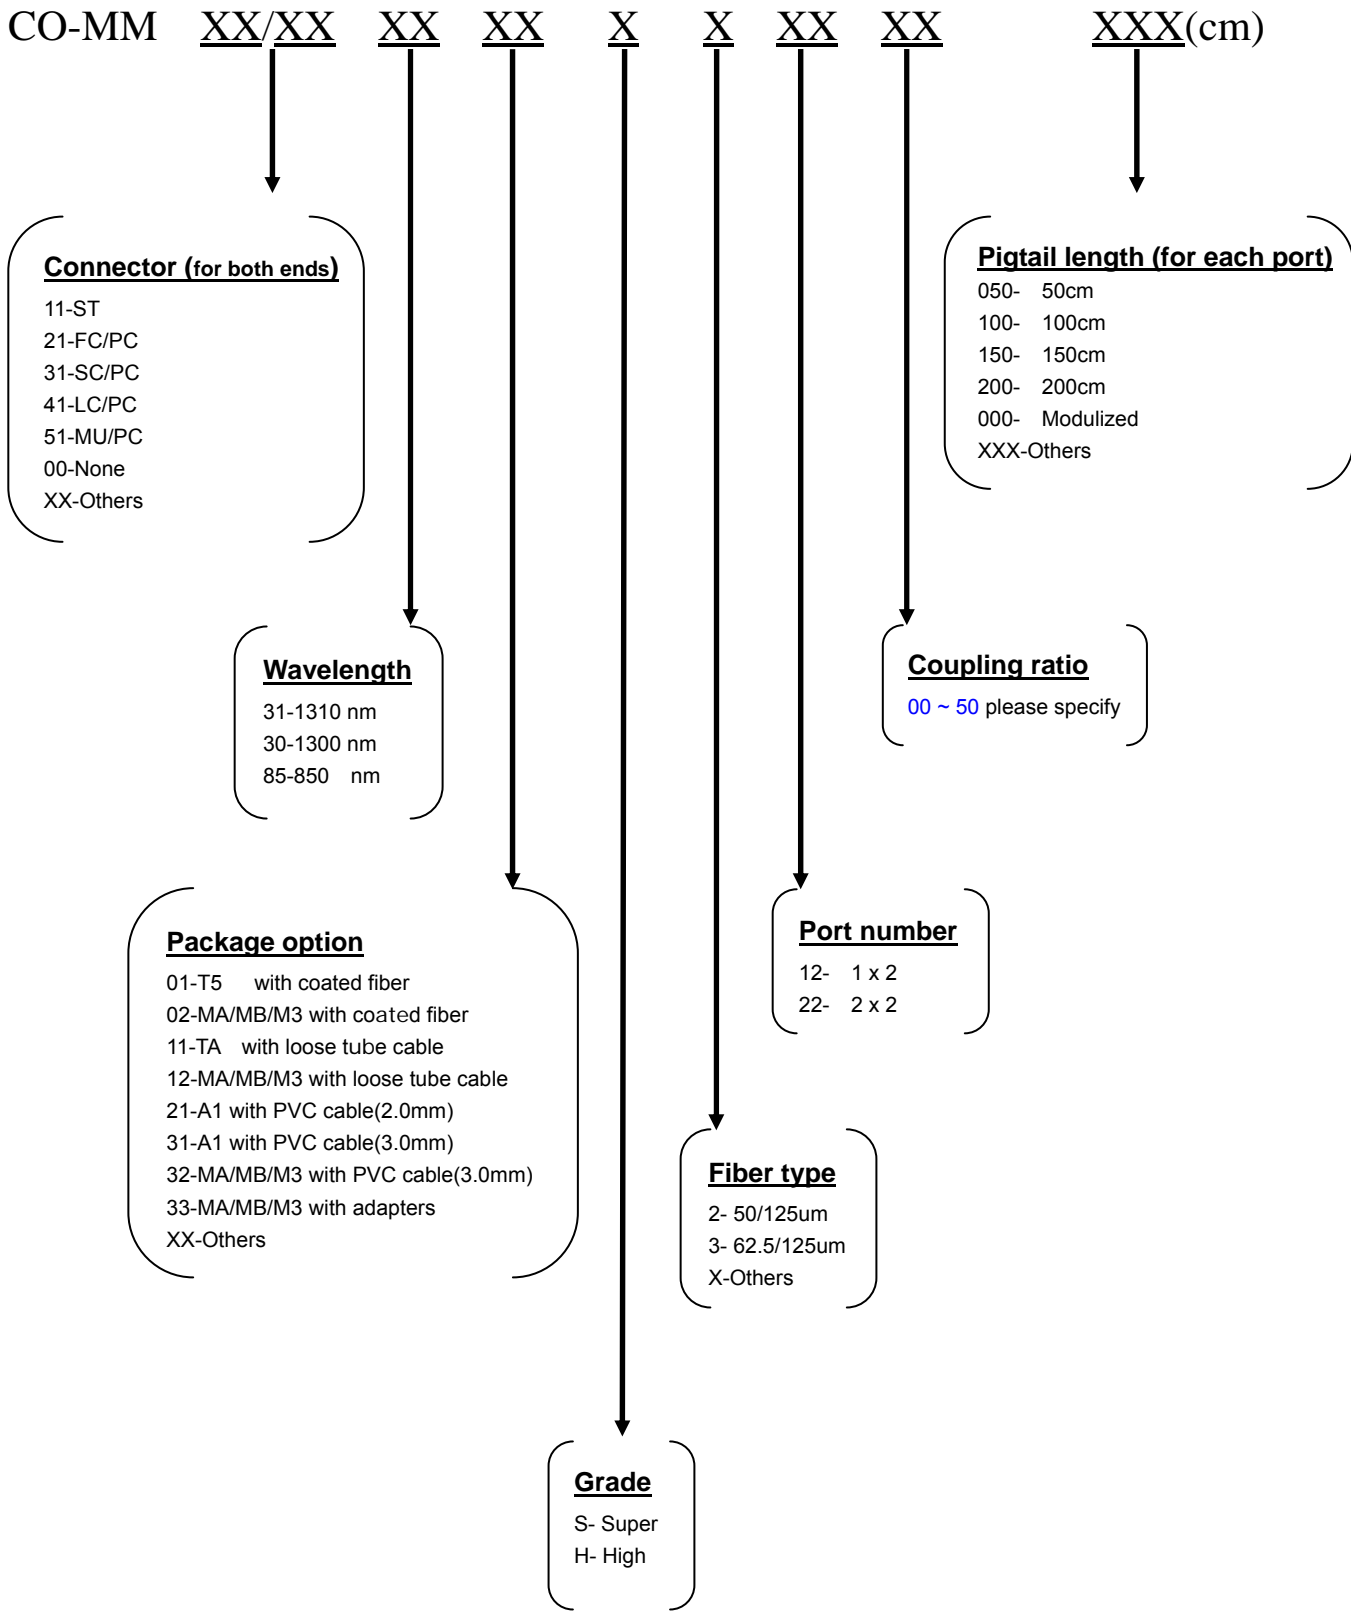 CO-MM XX/XX XX XX X X XX XX XXX(cm)
Connector (for both ends)
11-ST
21-FC/PC
31-SC/PC
41-LC/PC
51-MU/PC
00-None
XX-Others
Pigtail length (for each port)
050- 50cm
100- 100cm
150- 150cm
200- 200cm
000- Modulized
XXX-Others
Wavelength
31-1310 nm
30-1300 nm
85-850 nm
Coupling ratio
00 ~ 50 please specify
Package option
01-T5 with coated fiber
02-MA/MB/M3 with coated fiber
11-TA with loose tube cable
12-MA/MB/M3 with loose tube cable
21-A1 with PVC cable(2.0mm)
31-A1 with PVC cable(3.0mm)
32-MA/MB/M3 with PVC cable(3.0mm)
33-MA/MB/M3 with adapters
XX-Others
Port number
12- 1 x 2
22- 2 x 2
Fiber type
2- 50/125um
3- 62.5/125um
X-Others
Grade
S- Super
H- High